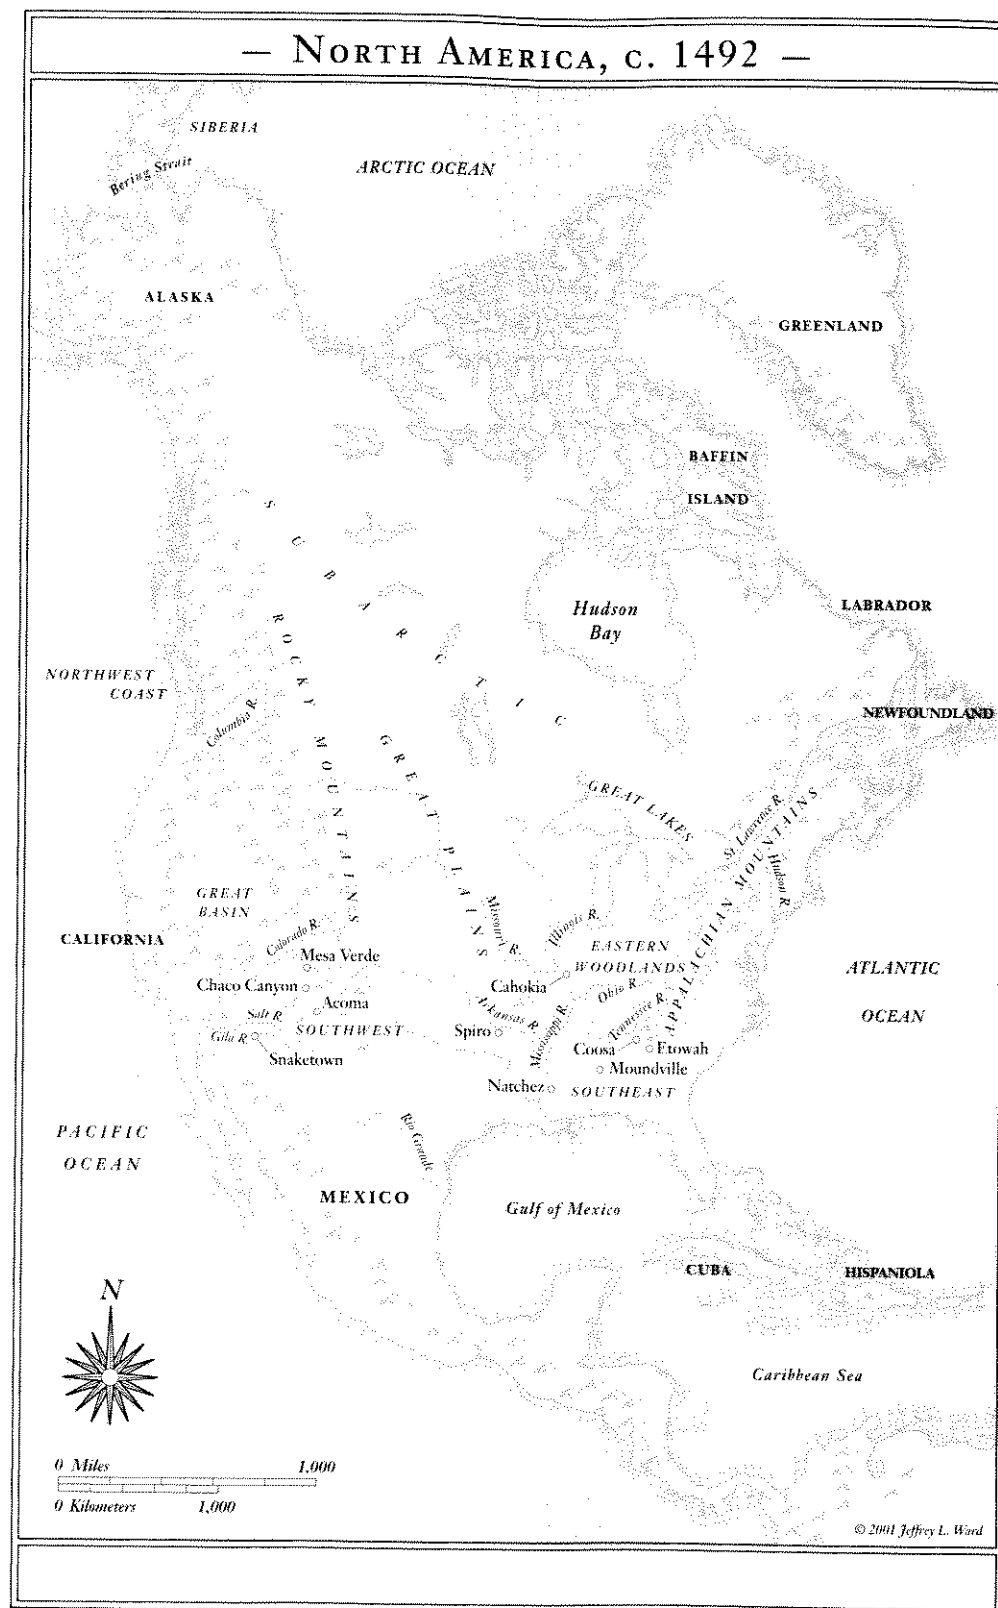 — NORTH AMERICA, C. 1492 —
SIBERIA
Bering Strait
ARCTIC OCEAN
ALASKA
GREENLAND
BAFFIN
ISLAND
SUBARCTIC
Hudson
Bay
LABRADOR
ROCKY MOUNTAINS
NORTHWEST
COAST
Columbia R.
NEWFOUNDLAND
GREAT PLAINS
GREAT LAKES
St. Lawrence R.
APPALACHIAN MOUNTAINS
Hudson R.
GREAT
BASIN
CALIFORNIA
Colorado R.
Mesa Verde
Missouri R.
Illinois R.
EASTERN
WOODLANDS
ATLANTIC
OCEAN
Chaco Canyon
Cahokia
Ohio R.
Acoma
Salt R.
SOUTHWEST
Arkansas R.
Mississippi R.
Tennessee R.
Gila R.
Spiro
Snaketown
Coosa
Etowah
Moundville
Natchez
SOUTHEAST
PACIFIC
OCEAN
Rio Grande
MEXICO
Gulf of Mexico
CUBA
HISPANIOLA
N
Caribbean Sea
0 Miles 1,000
0 Kilometers 1,000
© 2001 Jeffrey L. Ward